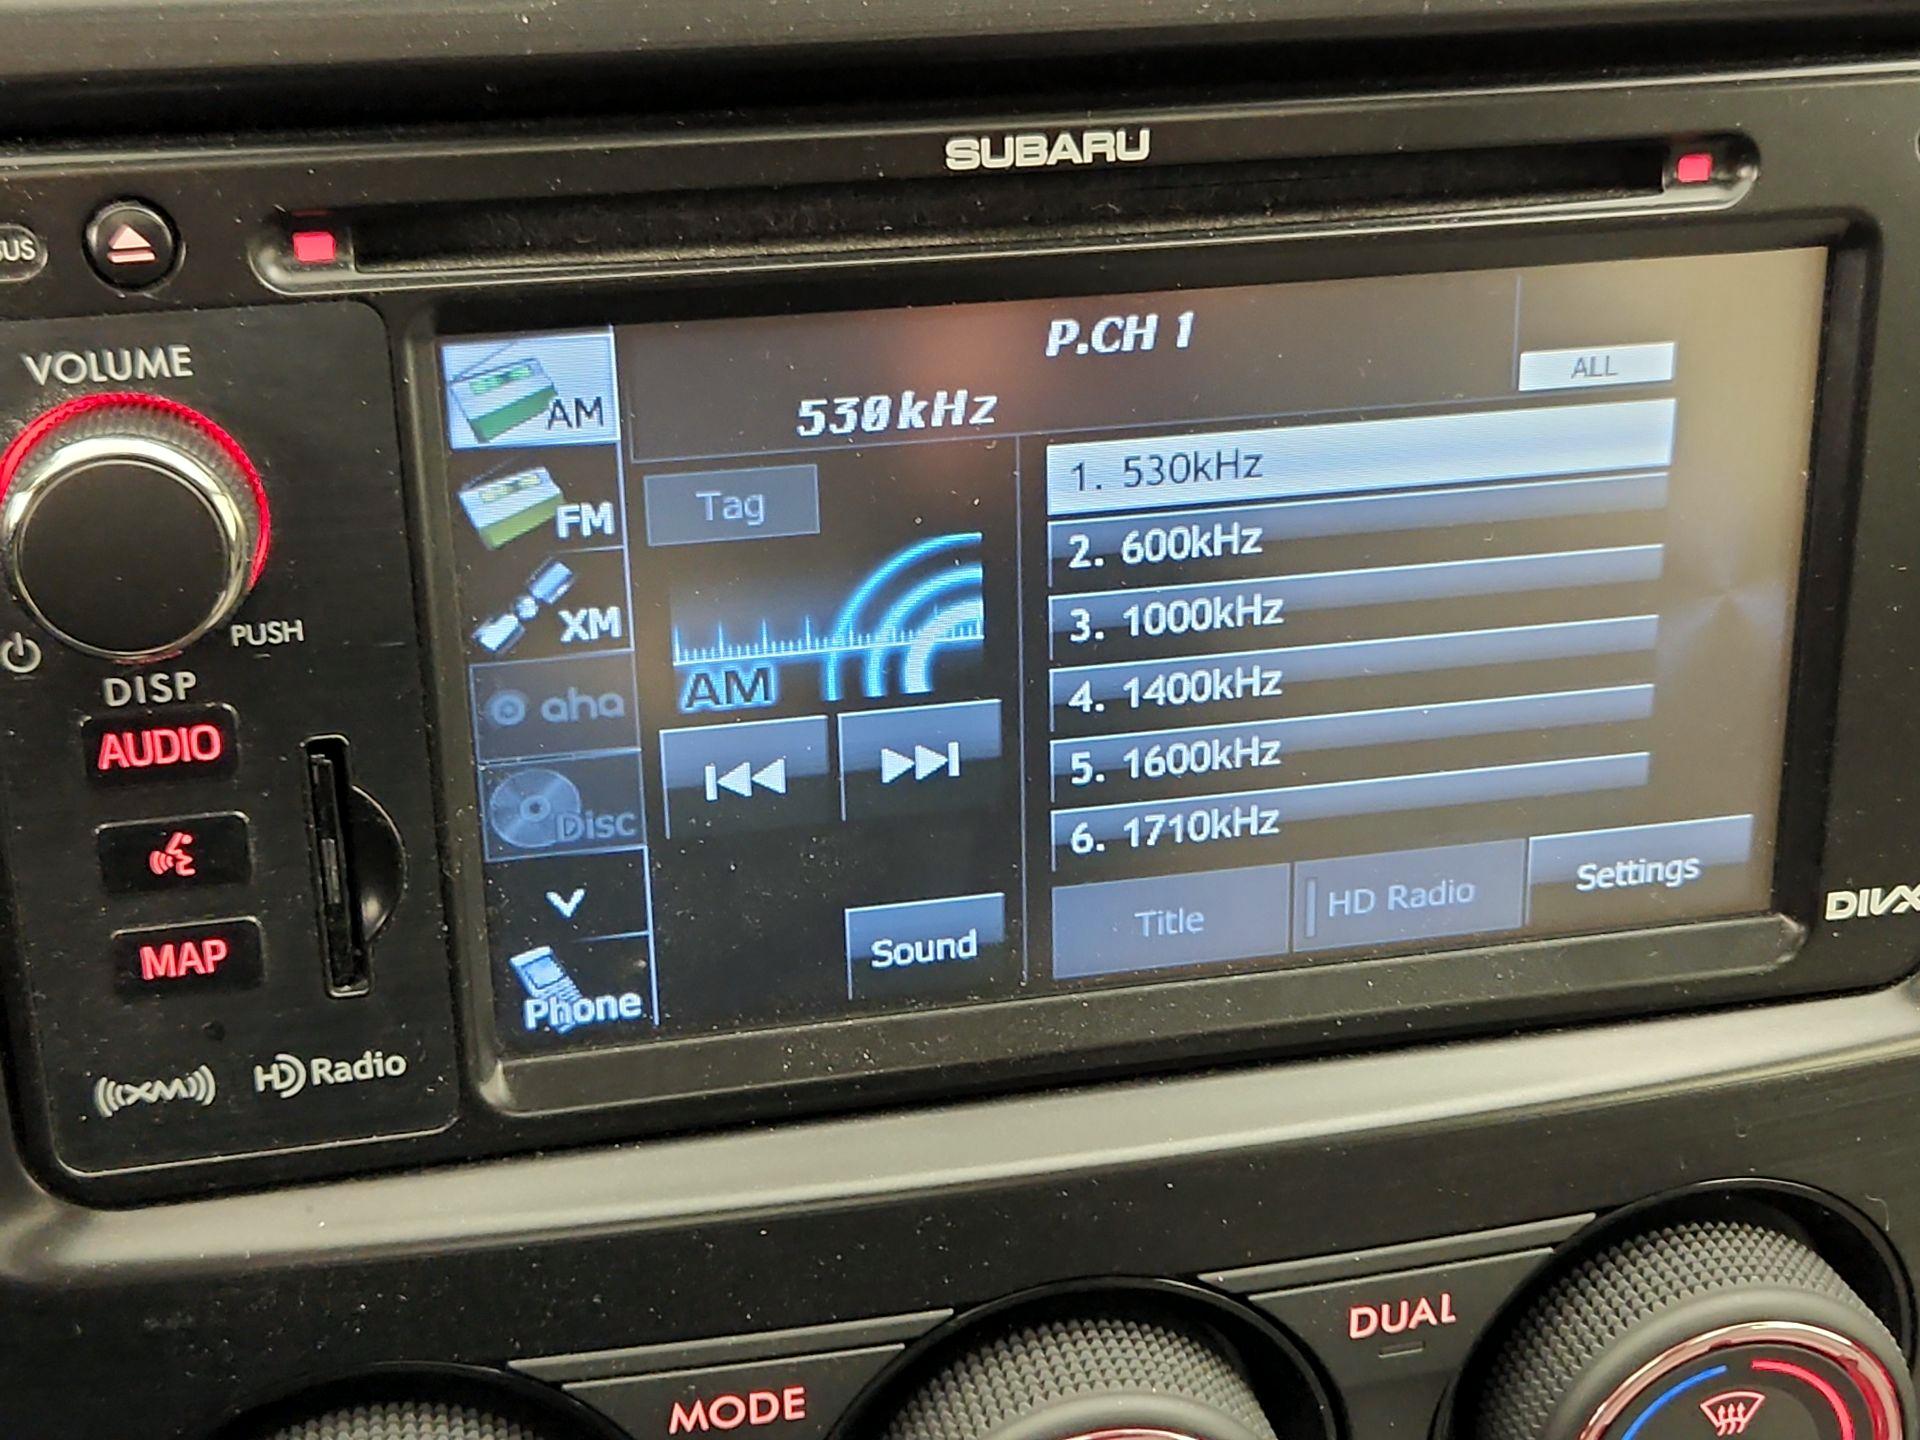 SUBARU
VOLUME
PUSH
DISP
AUDIO
MAP
((XM))
HD Radio
AM
FM
XM
aha
Disc
Phone
P.CH 1
530kHz
ALL
Tag
AM
Sound
1. 530kHz
2. 600kHz
3. 1000kHz
4. 1400kHz
5. 1600kHz
6. 1710kHz
Title
HD Radio
Settings
MODE
DUAL